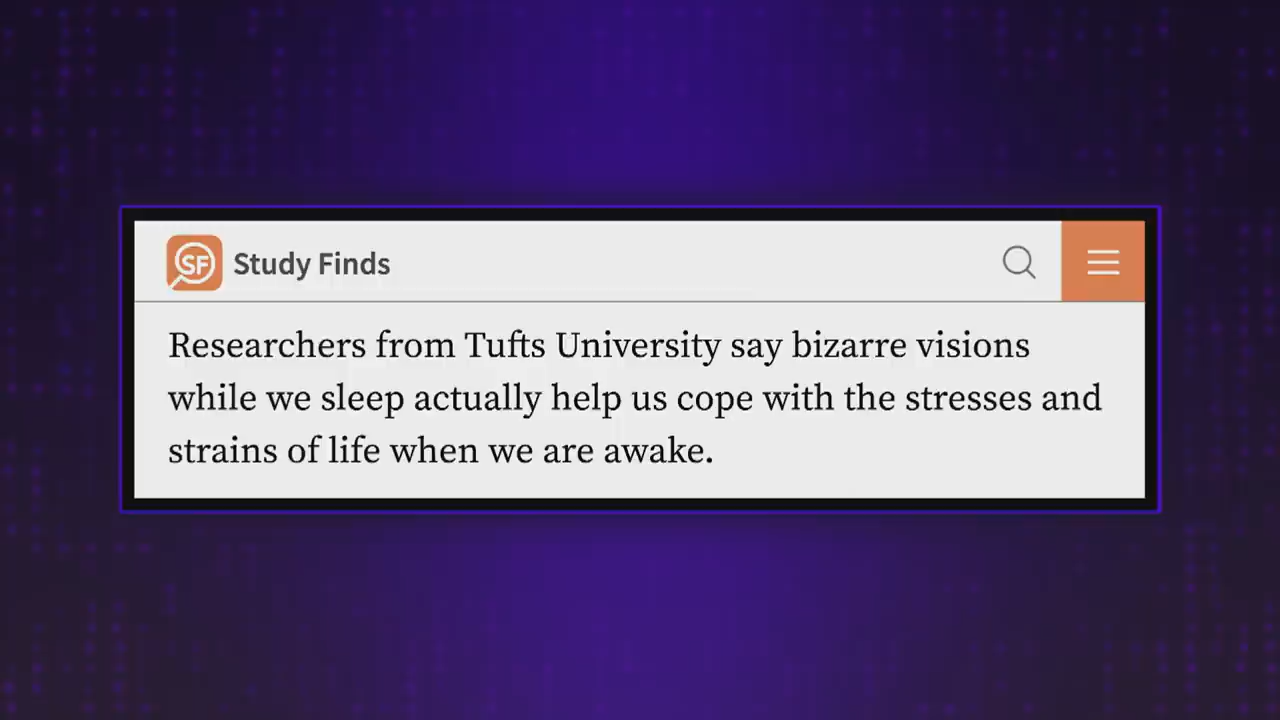 SF Study Finds
Researchers from Tufts University say bizarre visions
while we sleep actually help us cope with the stresses and
strains of life when we are awake.